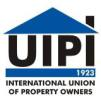 UIPI
1923
INTERNATIONAL UNION
OF PROPERTY OWNERS